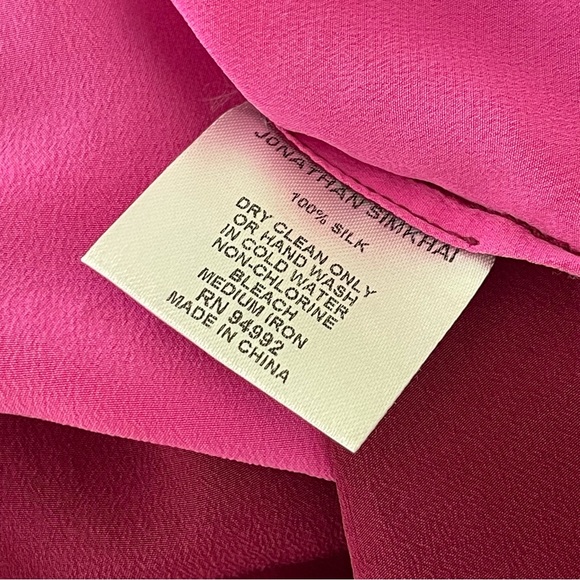 JONATHAN SIMKHAI
100% SILK
DRY CLEAN ONLY
OR HAND WASH
IN COLD WATER
NON-CHLORINE
BLEACH
MEDIUM IRON
RN 94992
MADE IN CHINA